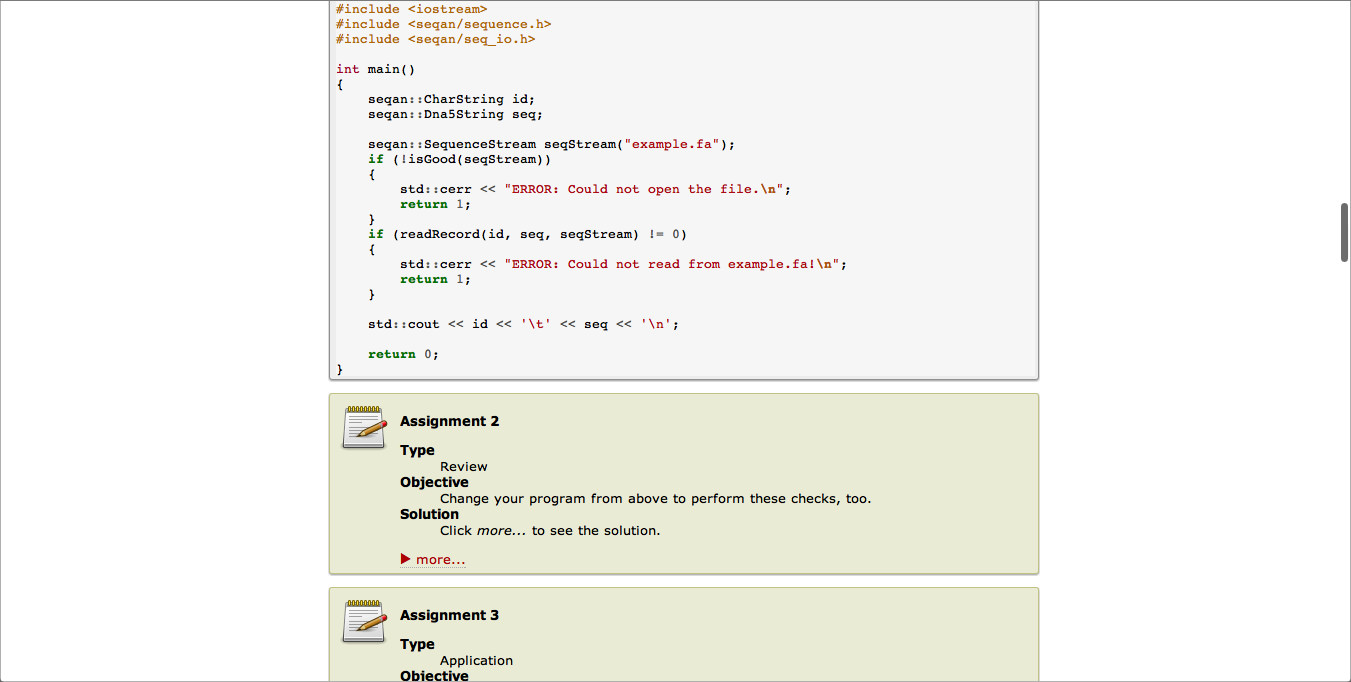 #include <iostream>
#include <seqan/sequence.h>
#include <seqan/seq_io.h>
int main()
{
    seqan::CharString id;
    seqan::Dna5String seq;
    seqan::SequenceStream seqStream("example.fa");
    if (!isGood(seqStream))
    {
        std::cerr << "ERROR: Could not open the file.\n";
        return 1;
    }
    if (readRecord(id, seq, seqStream) != 0)
    {
        std::cerr << "ERROR: Could not read from example.fa!\n";
        return 1;
    }
    std::cout << id << '\t' << seq << '\n';
    return 0;
}
Assignment 2
Type
Review
Objective
Change your program from above to perform these checks, too.
Solution
Click more... to see the solution.
more...
Assignment 3
Type
Application
Objective